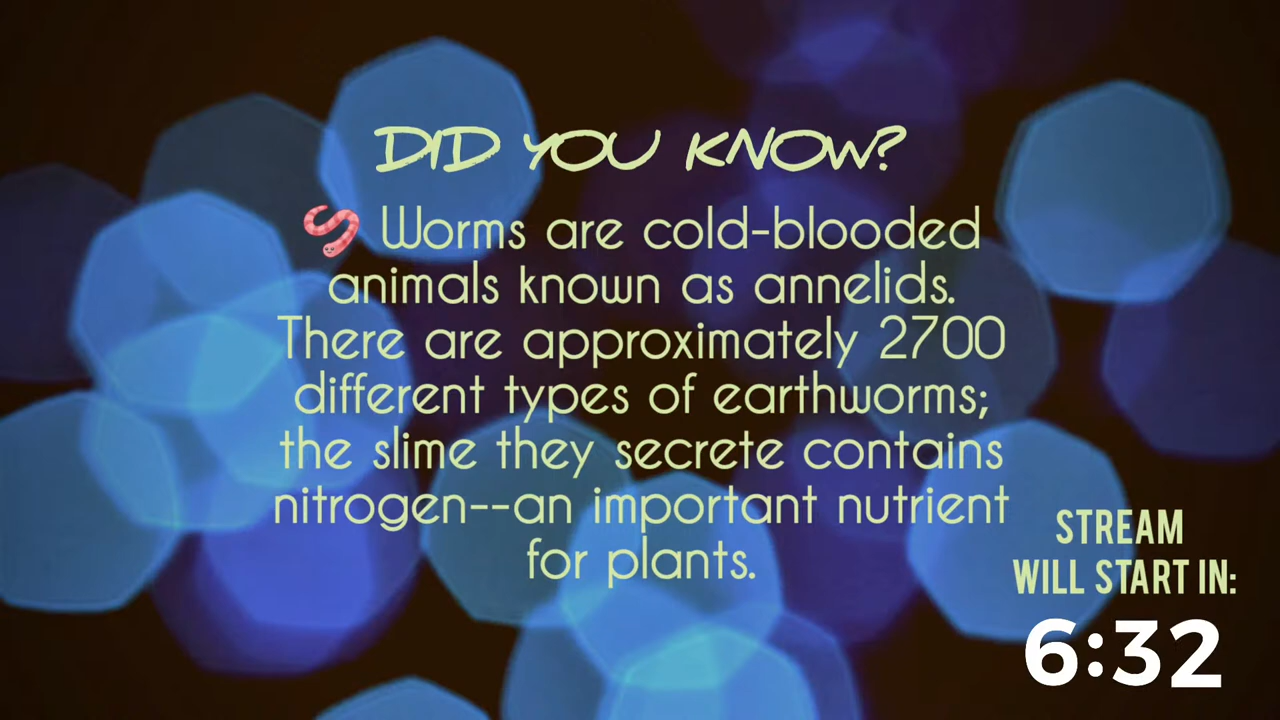 DID YOU KNOW?
🪱 Worms are cold-blooded
animals known as annelids.
There are approximately 2700
different types of earthworms;
the slime they secrete contains
nitrogen--an important nutrient
for plants.
STREAM
WILL START IN:
6:32